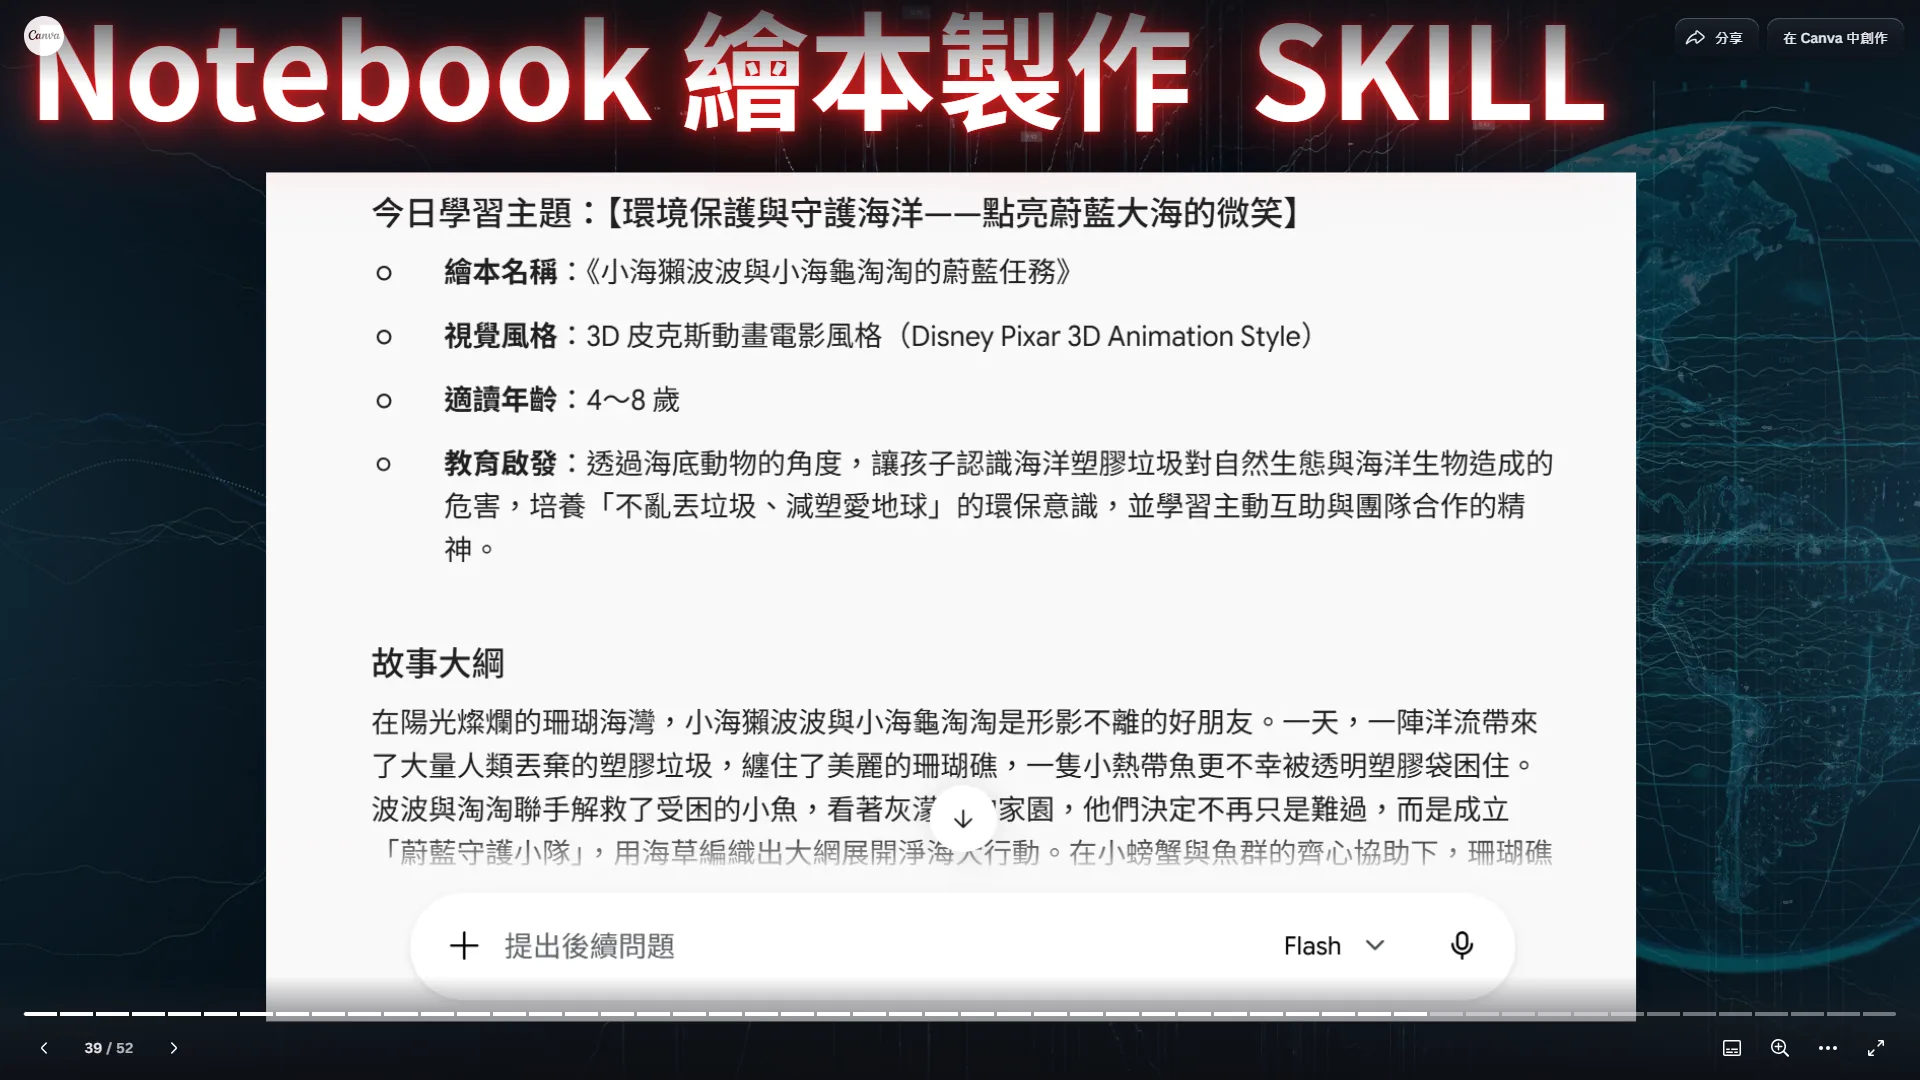 Canva
Notebook 繪本製作 SKILL
分享
在 Canva 中創作
今日學習主題：【環境保護與守護海洋——點亮蔚藍大海的微笑】
繪本名稱：《小海獺波波與小海龜淘淘的蔚藍任務》
視覺風格：3D 皮克斯動畫電影風格（Disney Pixar 3D Animation Style）
適讀年齡：4～8 歲
教育啟發：透過海底動物的角度，讓孩子認識海洋塑膠垃圾對自然生態與海洋生物造成的
危害，培養「不亂丟垃圾、減塑愛地球」的環保意識，並學習主動互助與團隊合作的精
神。
故事大綱
在陽光燦爛的珊瑚海灣，小海獺波波與小海龜淘淘是形影不離的好朋友。一天，一陣洋流帶來
了大量人類丟棄的塑膠垃圾，纏住了美麗的珊瑚礁，一隻小熱帶魚更不幸被透明塑膠袋困住。
波波與淘淘聯手解救了受困的小魚，看著灰濛 家園，他們決定不再只是難過，而是成立
「蔚藍守護小隊」，用海草編織出大網展開淨海大行動。在小螃蟹與魚群的齊心協助下，珊瑚礁
提出後續問題
Flash
39 / 52